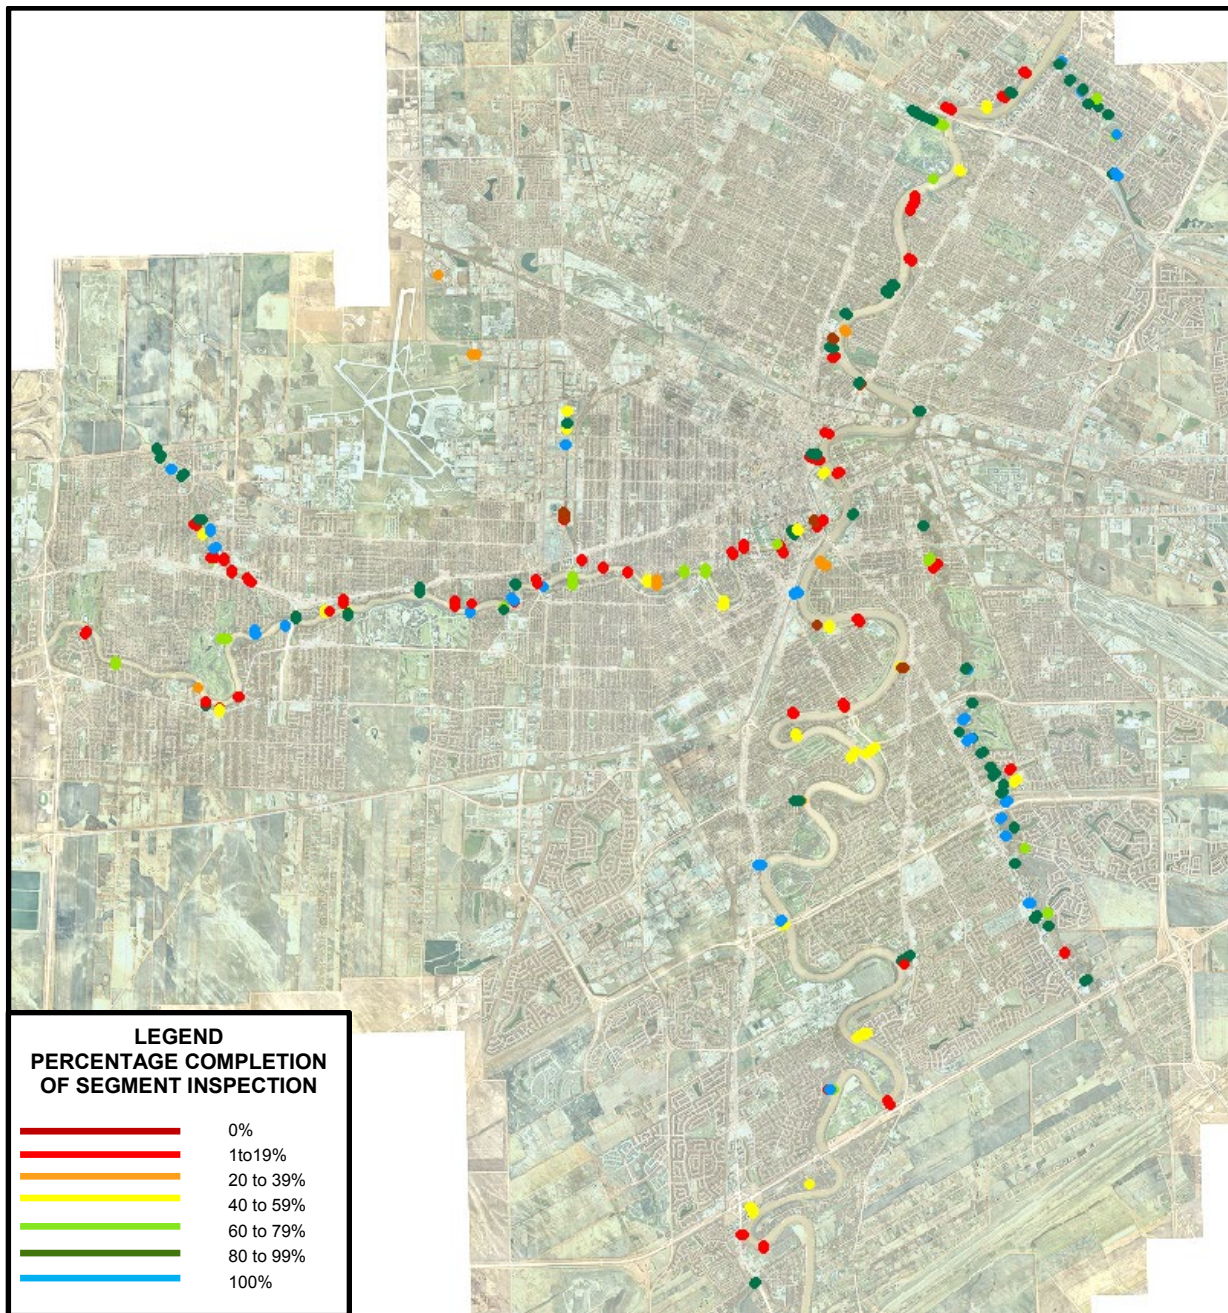 LEGEND
PERCENTAGE COMPLETION
OF SEGMENT INSPECTION
0%
1to19%
20 to 39%
40 to 59%
60 to 79%
80 to 99%
100%